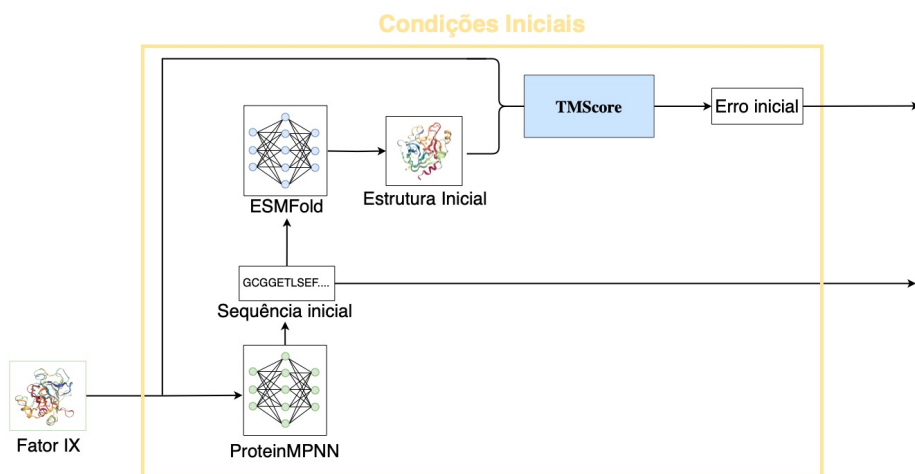 Condições Iniciais
TMScore
Erro inicial
ESMFold
Estrutura Inicial
GCGGETLSEF....
Sequência inicial
Fator IX
ProteinMPNN